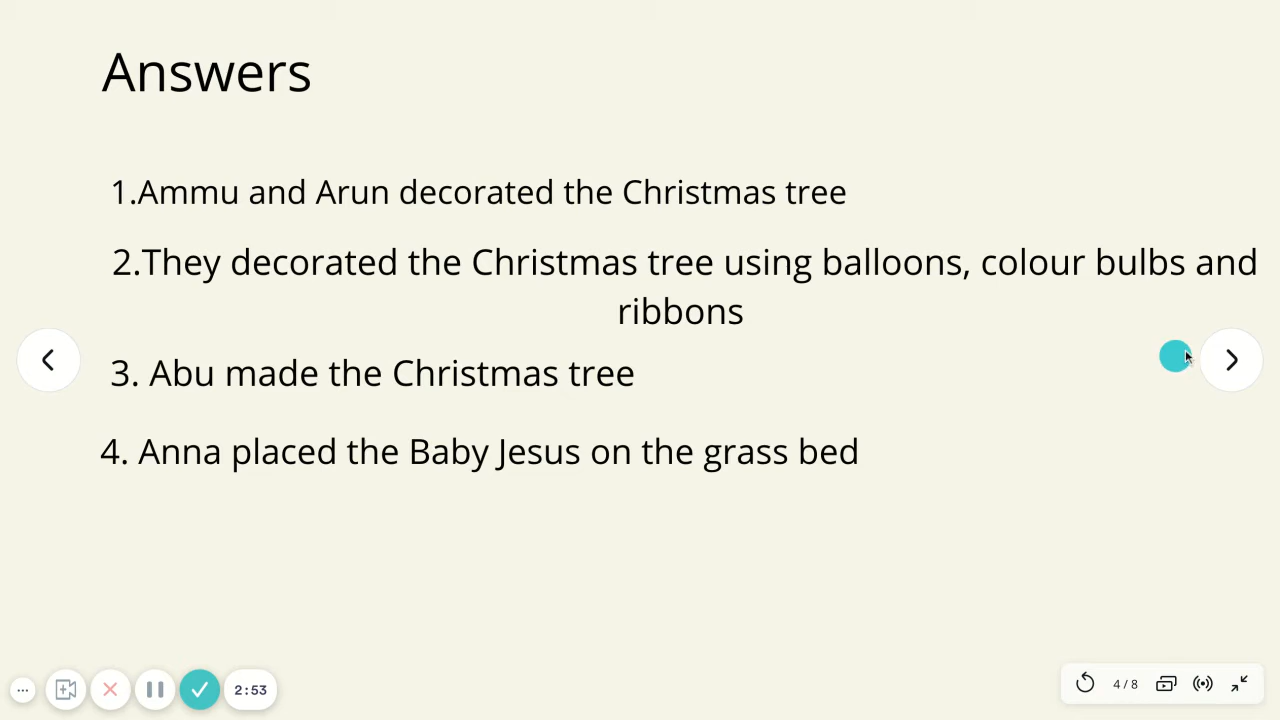 Answers
1.Ammu and Arun decorated the Christmas tree
2.They decorated the Christmas tree using balloons, colour bulbs and
ribbons
3. Abu made the Christmas tree
4. Anna placed the Baby Jesus on the grass bed
2:53
4 / 8